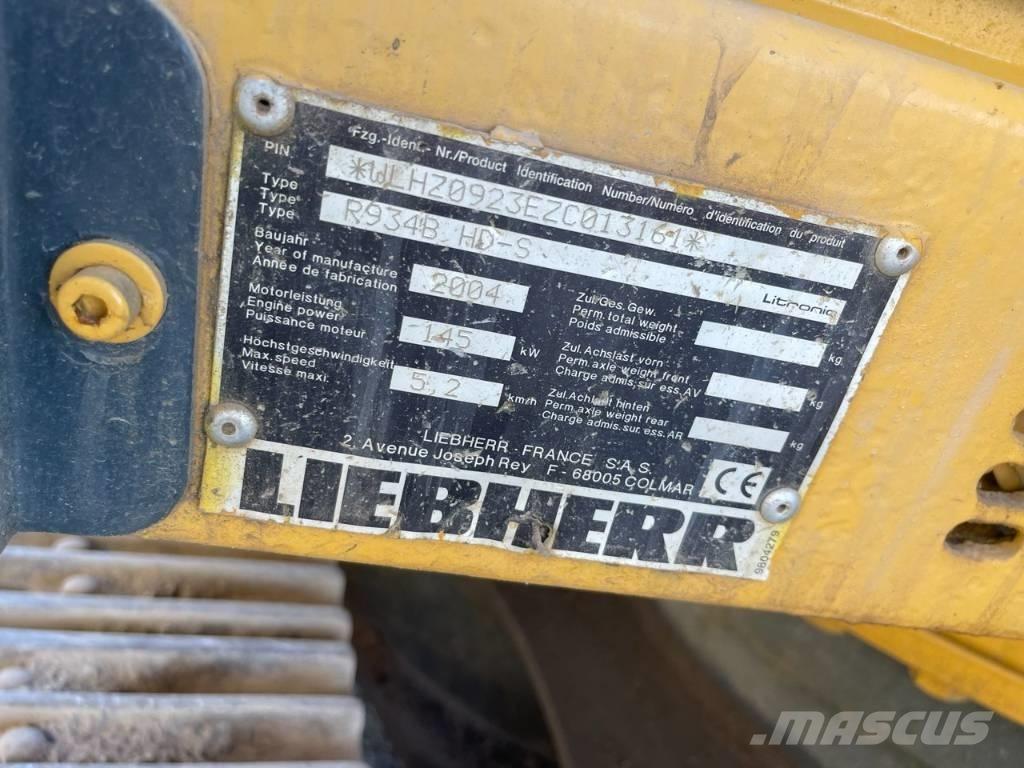 Fzg.-Ident.- Nr./Product Identification Number/Numéro d'identification du produit
PIN *WLHZ0923EZC013161*
Type
Type R934B HD-S
Type
Litronic
Baujahr
Year of manufacture 2004
Année de fabrication
Motorleistung
Engine power 145 kW
Puissance moteur
Höchstgeschwindigkeit
Max. speed 5.2 km/h
Vitesse maxi.
Zul.Ges.Gew.
Perm. total weight kg
Poids admissible
Zul.Achslast vorn
Perm. axle weight front kg
Charge admis. sur ess. AV
Zul.Achslast hinten
Perm.axle weight rear kg
Charge admis. sur. ess. AR
LIEBHERR - FRANCE S.A.S.
2, Avenue Joseph Rey F - 68005 COLMAR
CE
LIEBHERR
9604279
MASCUS